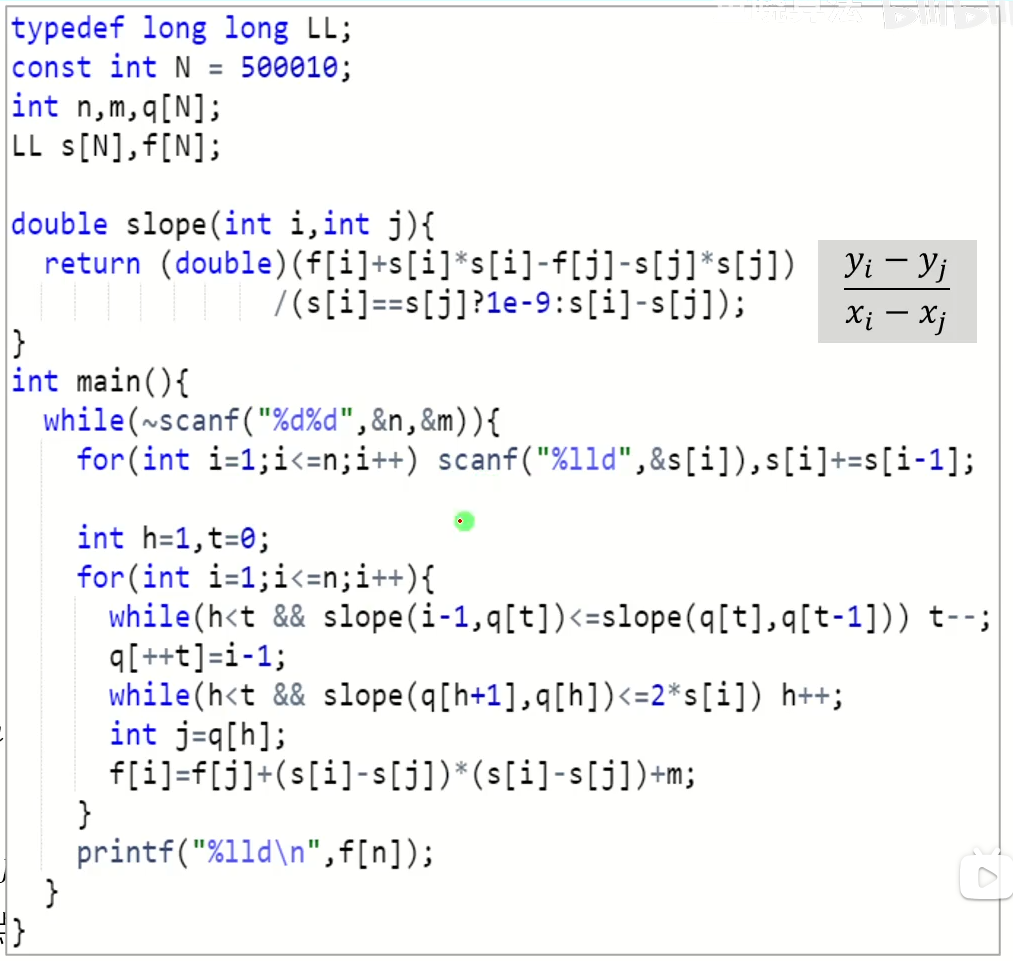 typedef long long LL;
const int N = 500010;
int n,m,q[N];
LL s[N],f[N];
double slope(int i,int j){
return (double)(f[i]+s[i]*s[i]-f[j]-s[j]*s[j])
/(s[i]==s[j]?1e-9:s[i]-s[j]);
}
y_i − y_j
x_i − x_j
int main(){
while(~scanf("%d%d",&n,&m)){
for(int i=1;i<=n;i++) scanf("%lld",&s[i]),s[i]+=s[i-1];
int h=1,t=0;
for(int i=1;i<=n;i++){
while(h<t && slope(i-1,q[t])<=slope(q[t],q[t-1])) t--;
q[++t]=i-1;
while(h<t && slope(q[h+1],q[h])<=2*s[i]) h++;
int j=q[h];
f[i]=f[j]+(s[i]-s[j])*(s[i]-s[j])+m;
}
printf("%lld\n",f[n]);
}
}